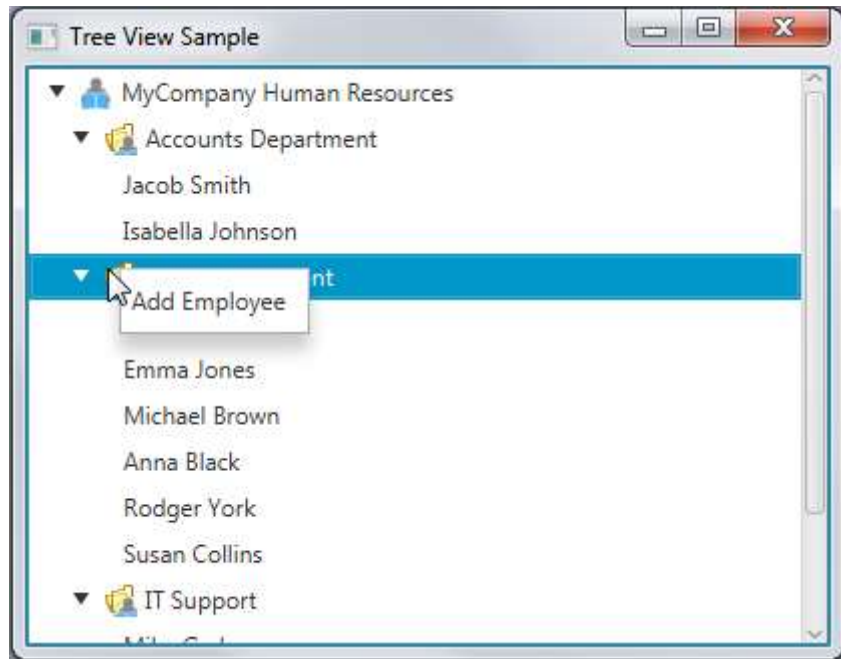 Tree View Sample
MyCompany Human Resources
Accounts Department
Jacob Smith
Isabella Johnson
nt
Add Employee
Emma Jones
Michael Brown
Anna Black
Rodger York
Susan Collins
IT Support